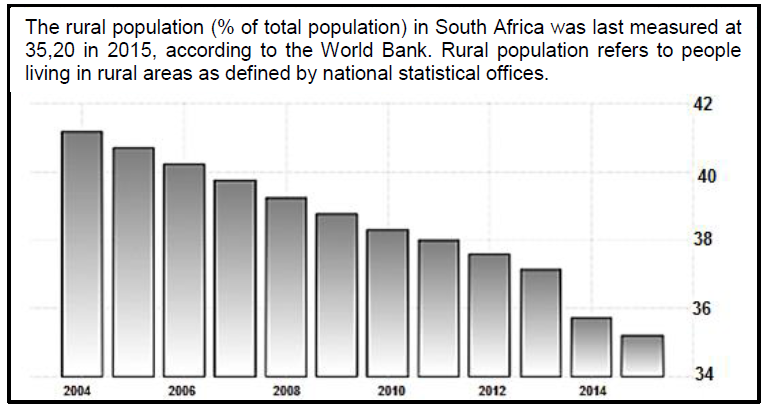 The rural population (% of total population) in South Africa was last measured at
35,20 in 2015, according to the World Bank. Rural population refers to people
living in rural areas as defined by national statistical offices.
42
40
38
36
34
2004 2006 2008 2010 2012 2014